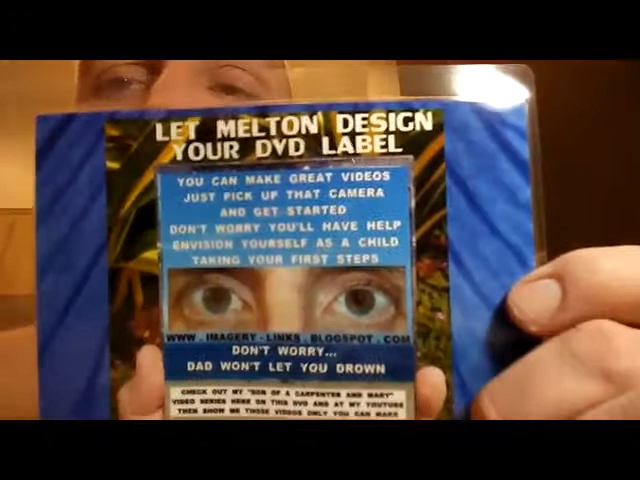 LET MELTON DESIGN
YOUR DVD LABEL
YOU CAN MAKE GREAT VIDEOS
JUST PICK UP THAT CAMERA
AND GET STARTED
DON'T WORRY YOU'LL HAVE HELP
ENVISION YOURSELF AS A CHILD
TAKING YOUR FIRST STEPS
WWW.IMAGERY-LINKS.BLOGSPOT.COM
DON'T WORRY...
DAD WON'T LET YOU DROWN
CHECK OUT MY "SON OF A CARPENTER AND MARY"
VIDEO SERIES HERE ON THIS DVD AND AT MY YOUTUBE
THEN SHOW ME THOSE VIDEOS ONLY YOU CAN MAKE